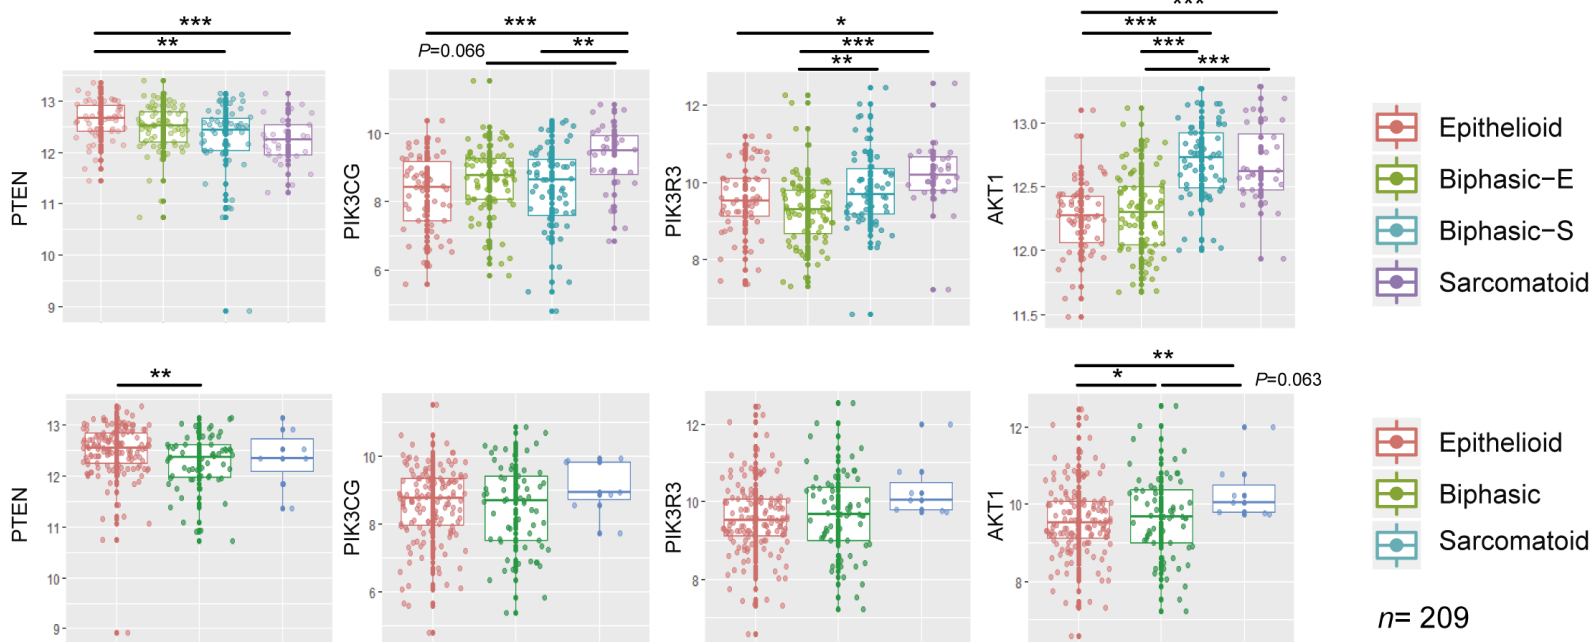 *** *** * ***
** P=0.066 ** *** ***
** *** ***
PTEN
13
12
11
10
9
PIK3CG
10
8
6
PIK3R3
12
10
8
AKT1
13.0
12.5
12.0
11.5
Epithelioid
Biphasic−E
Biphasic−S
Sarcomatoid
**
PTEN
13
12
11
10
9
PIK3CG
10
8
6
PIK3R3
12
10
8
**
* P=0.063
AKT1
12
10
8
Epithelioid
Biphasic
Sarcomatoid
n= 209